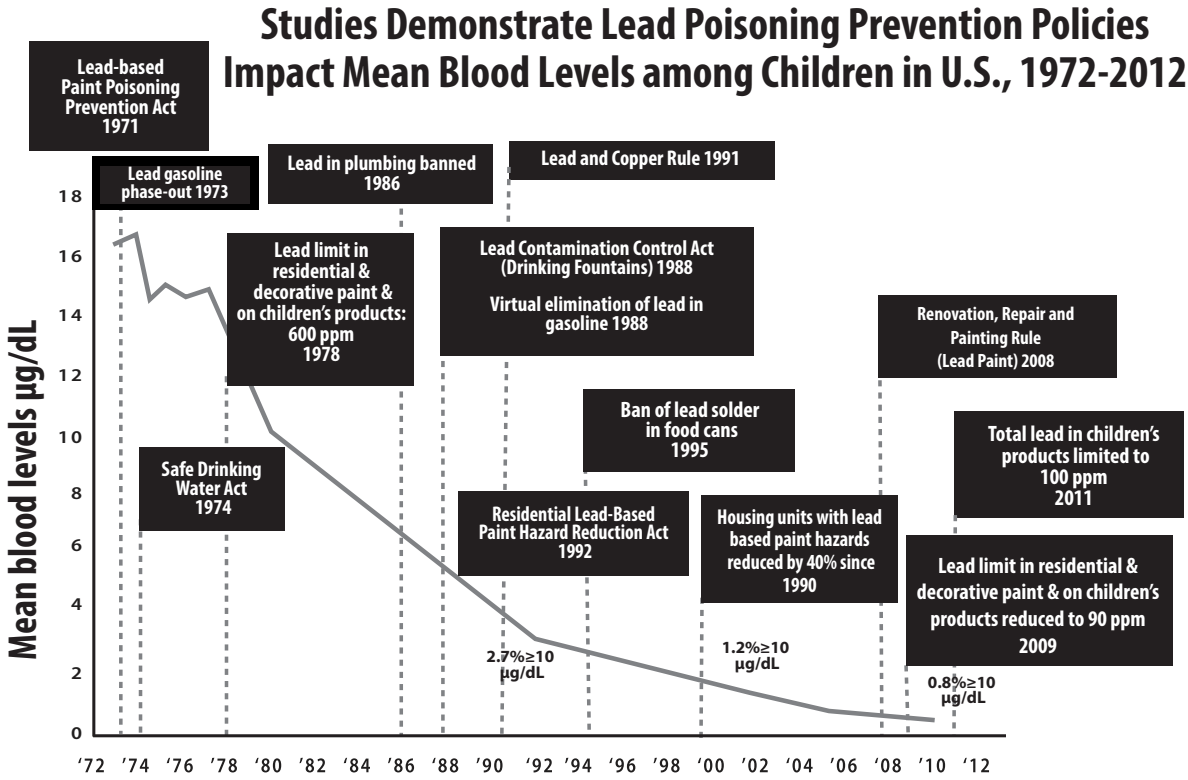 Studies Demonstrate Lead Poisoning Prevention Policies
Impact Mean Blood Levels among Children in U.S., 1972-2012
Lead-based
Paint Poisoning
Prevention Act
1971
Lead gasoline
phase-out 1973
Lead in plumbing banned
1986
Lead and Copper Rule 1991
Lead limit in
residential &
decorative paint &
on children's products:
600 ppm
1978
Lead Contamination Control Act
(Drinking Fountains) 1988
Virtual elimination of lead in
gasoline 1988
Renovation, Repair and
Painting Rule
(Lead Paint) 2008
Ban of lead solder
in food cans
1995
Total lead in children's
products limited to
100 ppm
2011
Safe Drinking
Water Act
1974
Residential Lead-Based
Paint Hazard Reduction Act
1992
Housing units with lead
based paint hazards
reduced by 40% since
1990
Lead limit in residential &
decorative paint & on children's
products reduced to 90 ppm
2009
2.7%≥10
µg/dL
1.2%≥10
µg/dL
0.8%≥10
µg/dL
Mean blood levels µg/dL
18
16
14
12
10
8
6
4
2
0
'72 '74 '76 '78 '80 '82 '84 '86 '88 '90 '92 '94 '96 '98 '00 '02 '04 '06 '08 '10 '12